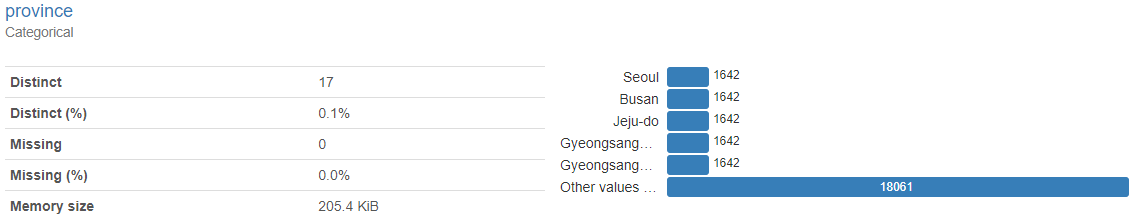 province
Categorical
Distinct 17
Distinct (%) 0.1%
Missing 0
Missing (%) 0.0%
Memory size 205.4 KiB
Seoul 1642
Busan 1642
Jeju-do 1642
Gyeongsang… 1642
Gyeongsang… 1642
Other values … 18061